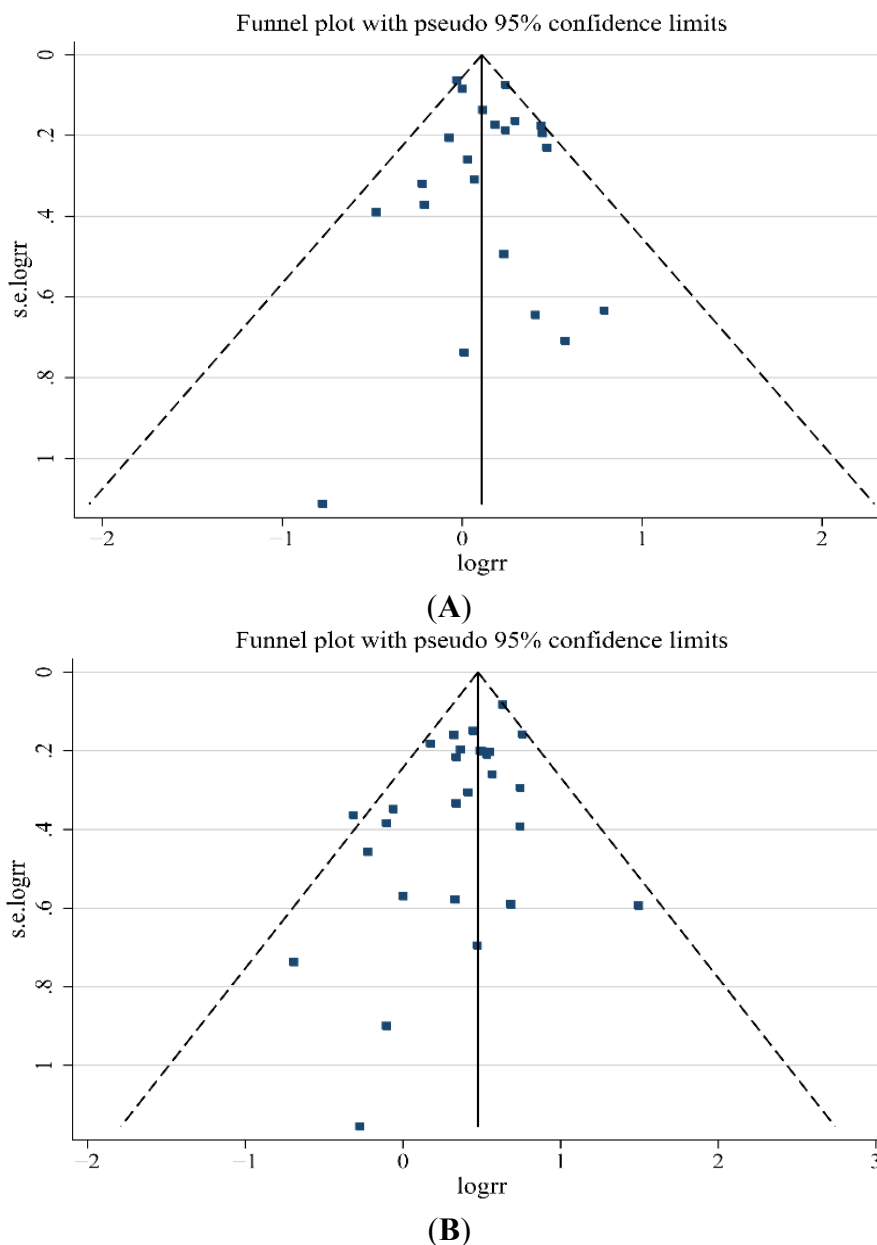 Funnel plot with pseudo 95% confidence limits
0
.2
.4
.6
.8
1
s.e.logrr
−2 −1 0 1 2
logrr
(A)
Funnel plot with pseudo 95% confidence limits
0
.2
.4
.6
.8
1
s.e.logrr
−2 −1 0 1 2 3
logrr
(B)